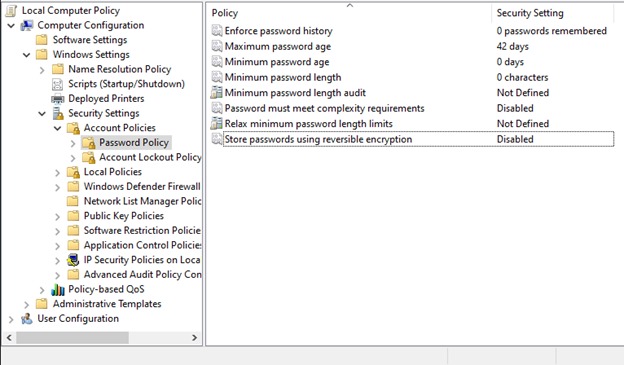 Local Computer Policy
Computer Configuration
Software Settings
Windows Settings
Name Resolution Policy
Scripts (Startup/Shutdown)
Deployed Printers
Security Settings
Account Policies
Password Policy
Account Lockout Policy
Local Policies
Windows Defender Firewall
Network List Manager Polic
Public Key Policies
Software Restriction Policie
Application Control Policie
IP Security Policies on Loca
Advanced Audit Policy Con
Policy-based QoS
Administrative Templates
User Configuration
Policy Security Setting
Enforce password history 0 passwords remembered
Maximum password age 42 days
Minimum password age 0 days
Minimum password length 0 characters
Minimum password length audit Not Defined
Password must meet complexity requirements Disabled
Relax minimum password length limits Not Defined
Store passwords using reversible encryption Disabled